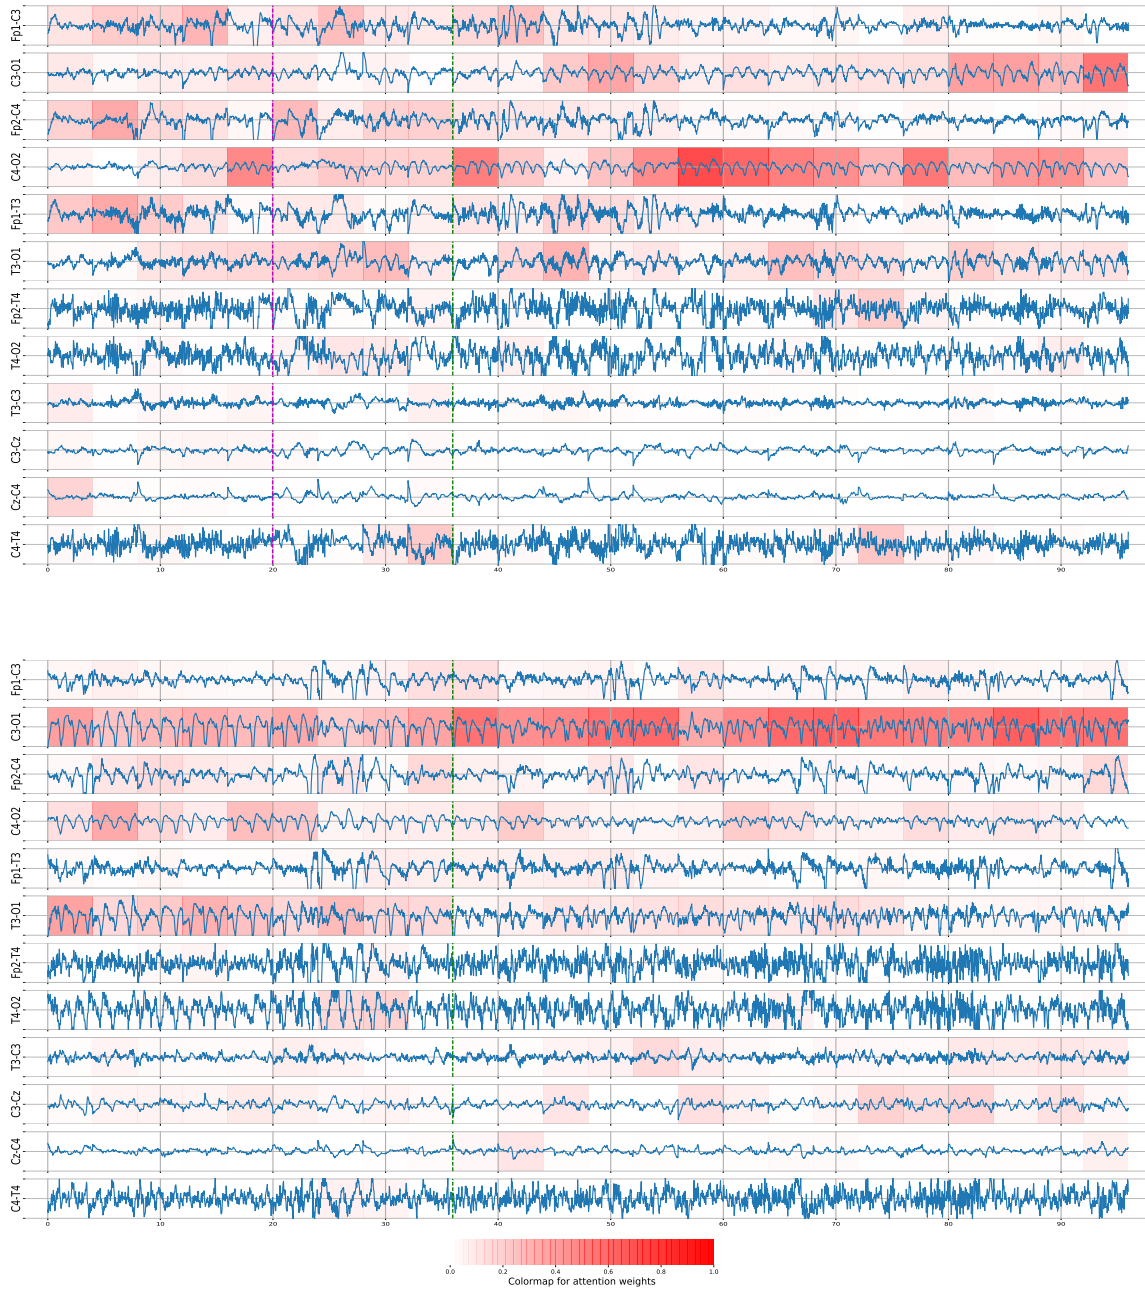 Fp1-C3
C3-O1
Fp2-C4
C4-O2
Fp1-T3
T3-O1
Fp2-T4
T4-O2
T3-C3
C3-Cz
Cz-C4
C4-T4
0 10 20 30 40 50 60 70 80 90
Fp1-C3
C3-O1
Fp2-C4
C4-O2
Fp1-T3
T3-O1
Fp2-T4
T4-O2
T3-C3
C3-Cz
Cz-C4
C4-T4
0 10 20 30 40 50 60 70 80 90
0.0 0.2 0.4 0.6 0.8 1.0
Colormap for attention weights